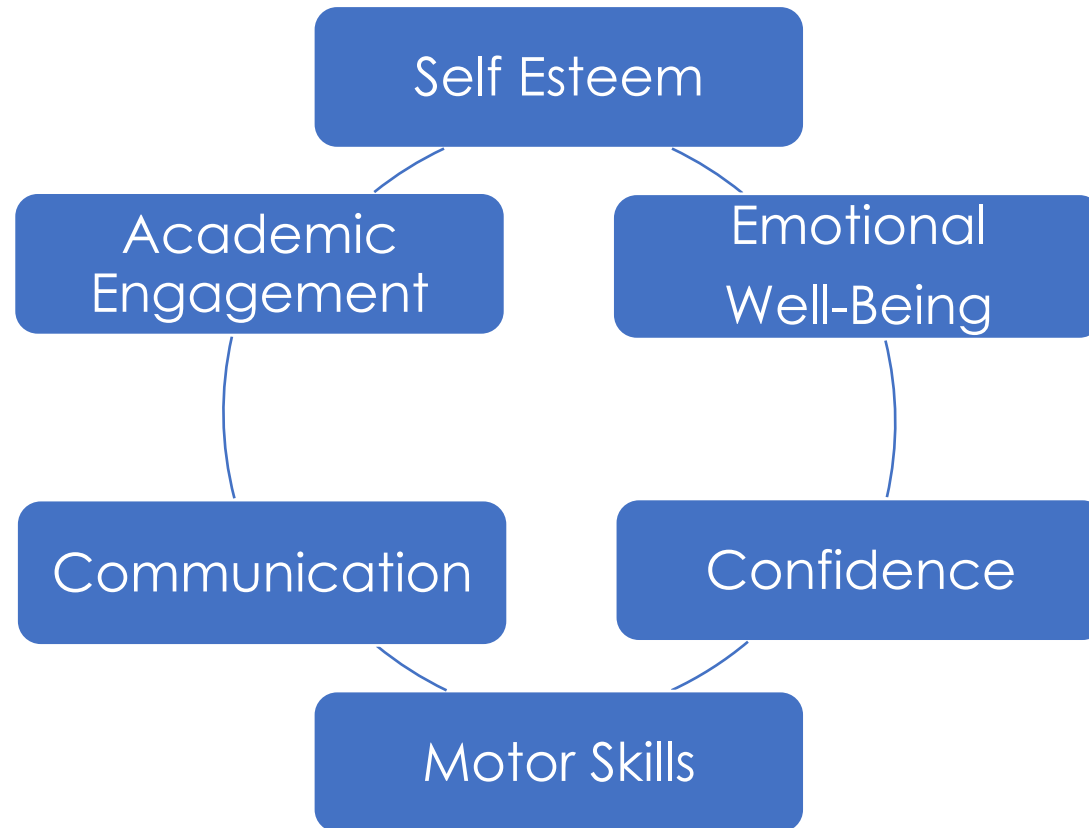 Self Esteem
Academic
Engagement
Emotional
Well-Being
Communication
Confidence
Motor Skills